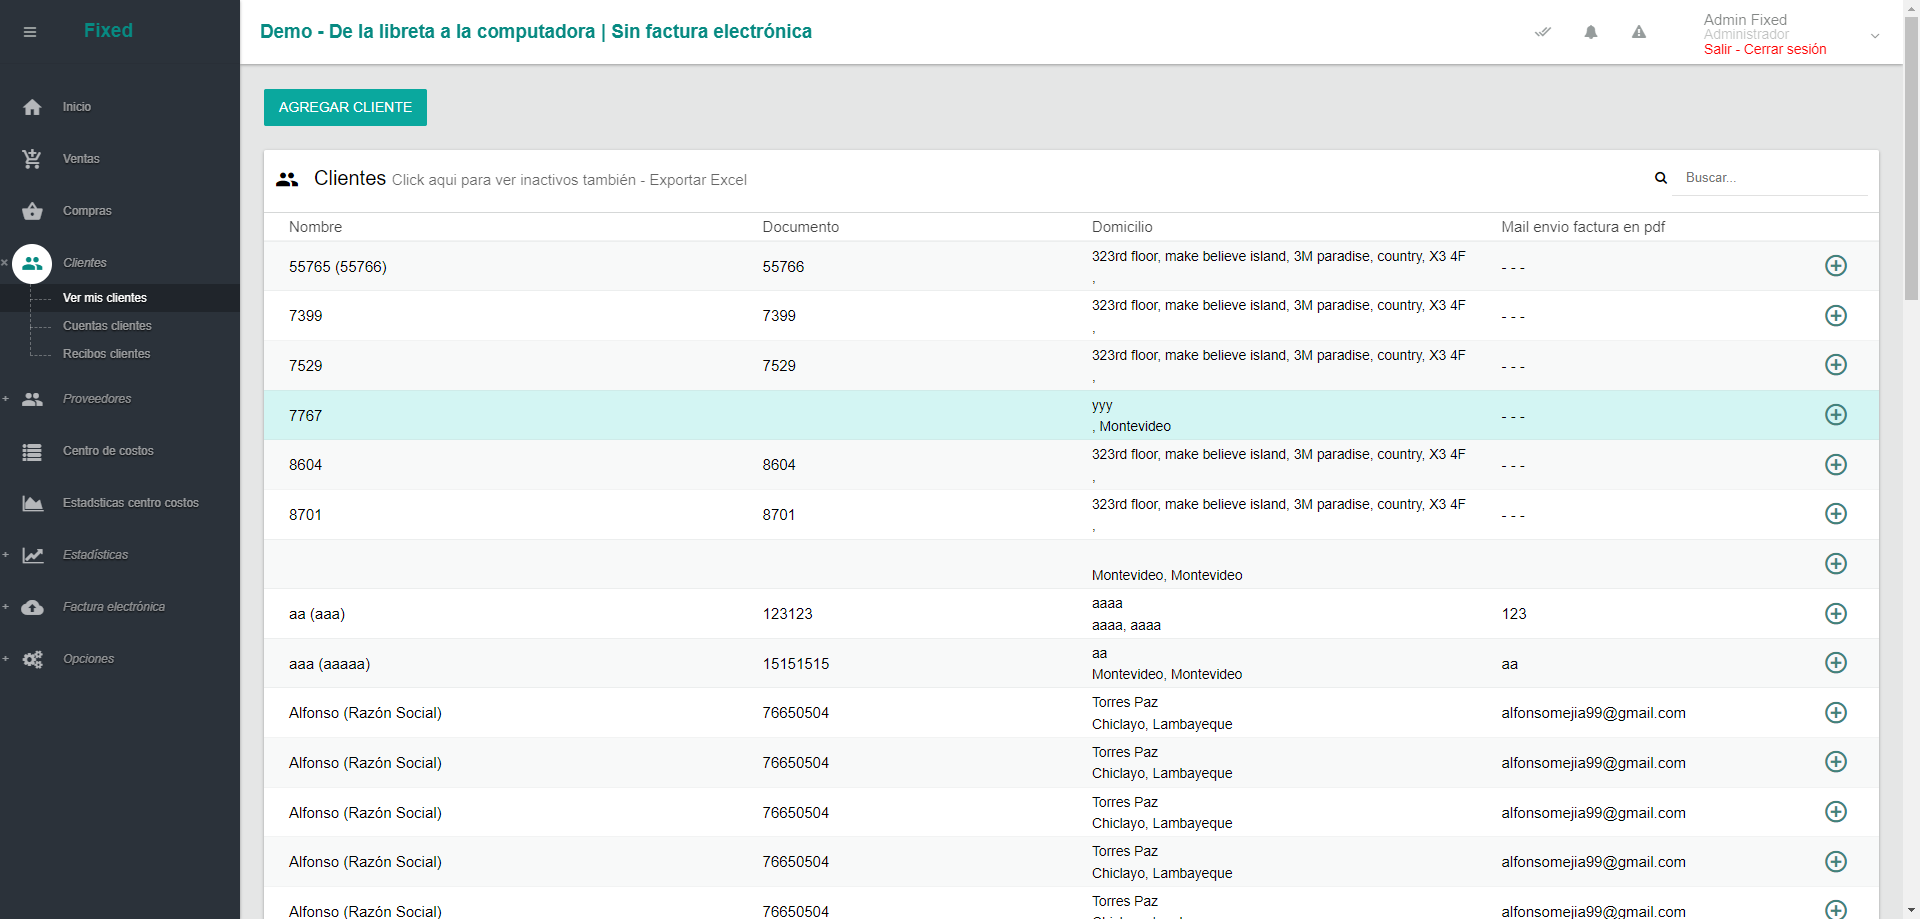 Fixed
Demo - De la libreta a la computadora | Sin factura electrónica
Admin Fixed
Administrador
Salir - Cerrar sesión
Inicio
Ventas
Compras
Clientes
Ver mis clientes
Cuentas clientes
Recibos clientes
Proveedores
Centro de costos
Estadsticas centro costos
Estadísticas
Factura electrónica
Opciones
AGREGAR CLIENTE
Clientes Click aqui para ver inactivos también - Exportar Excel
Buscar...
Nombre Documento Domicilio Mail envio factura en pdf
55765 (55766) 55766 323rd floor, make believe island, 3M paradise, country, X3 4F
, - - -
7399 7399 323rd floor, make believe island, 3M paradise, country, X3 4F
, - - -
7529 7529 323rd floor, make believe island, 3M paradise, country, X3 4F
, - - -
7767 yyy
, Montevideo - - -
8604 8604 323rd floor, make believe island, 3M paradise, country, X3 4F
, - - -
8701 8701 323rd floor, make believe island, 3M paradise, country, X3 4F
, - - -
Montevideo, Montevideo
aa (aaa) 123123 aaaa
aaaa, aaaa 123
aaa (aaaaa) 15151515 aa
Montevideo, Montevideo aa
Alfonso (Razón Social) 76650504 Torres Paz
Chiclayo, Lambayeque alfonsomejia99@gmail.com
Alfonso (Razón Social) 76650504 Torres Paz
Chiclayo, Lambayeque alfonsomejia99@gmail.com
Alfonso (Razón Social) 76650504 Torres Paz
Chiclayo, Lambayeque alfonsomejia99@gmail.com
Alfonso (Razón Social) 76650504 Torres Paz
Chiclayo, Lambayeque alfonsomejia99@gmail.com
Alfonso (Razón Social) 76650504 Torres Paz
alfonsomejia99@gmail.com